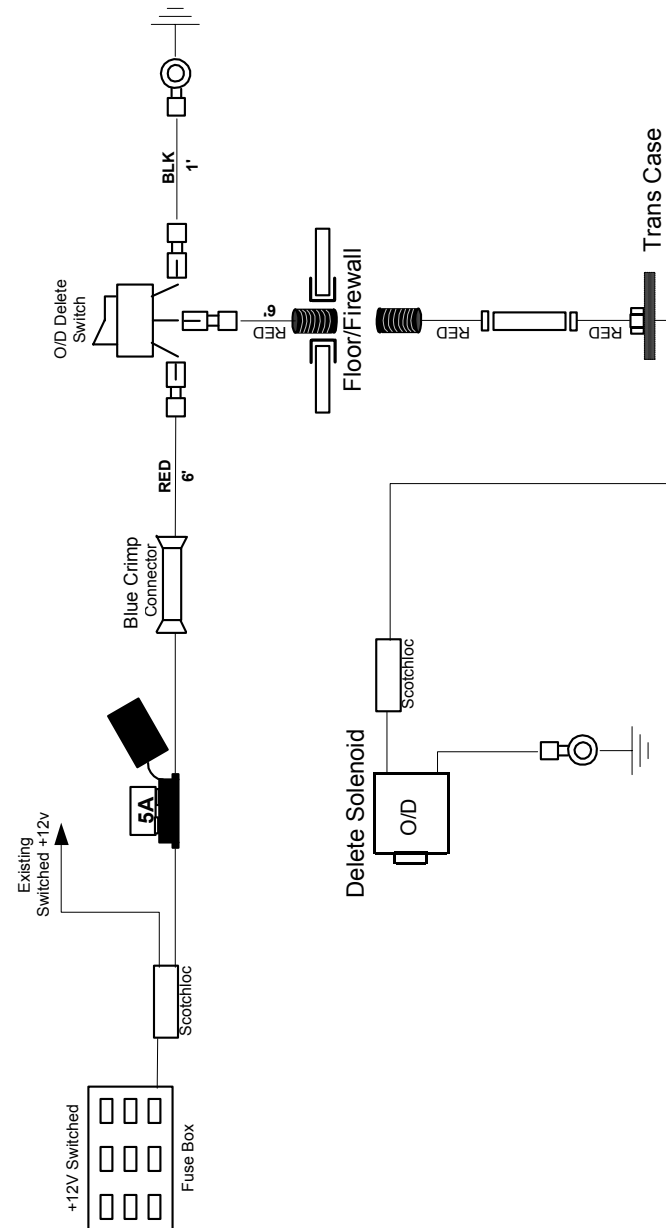 +12V Switched
Fuse Box
Scotchloc
Existing
Switched +12v
5A
Blue Crimp
Connector
RED
6'
O/D Delete
Switch
BLK
1'
RED
6'
Floor/Firewall
RED
RED
Trans Case
Delete Solenoid
O/D
Scotchloc